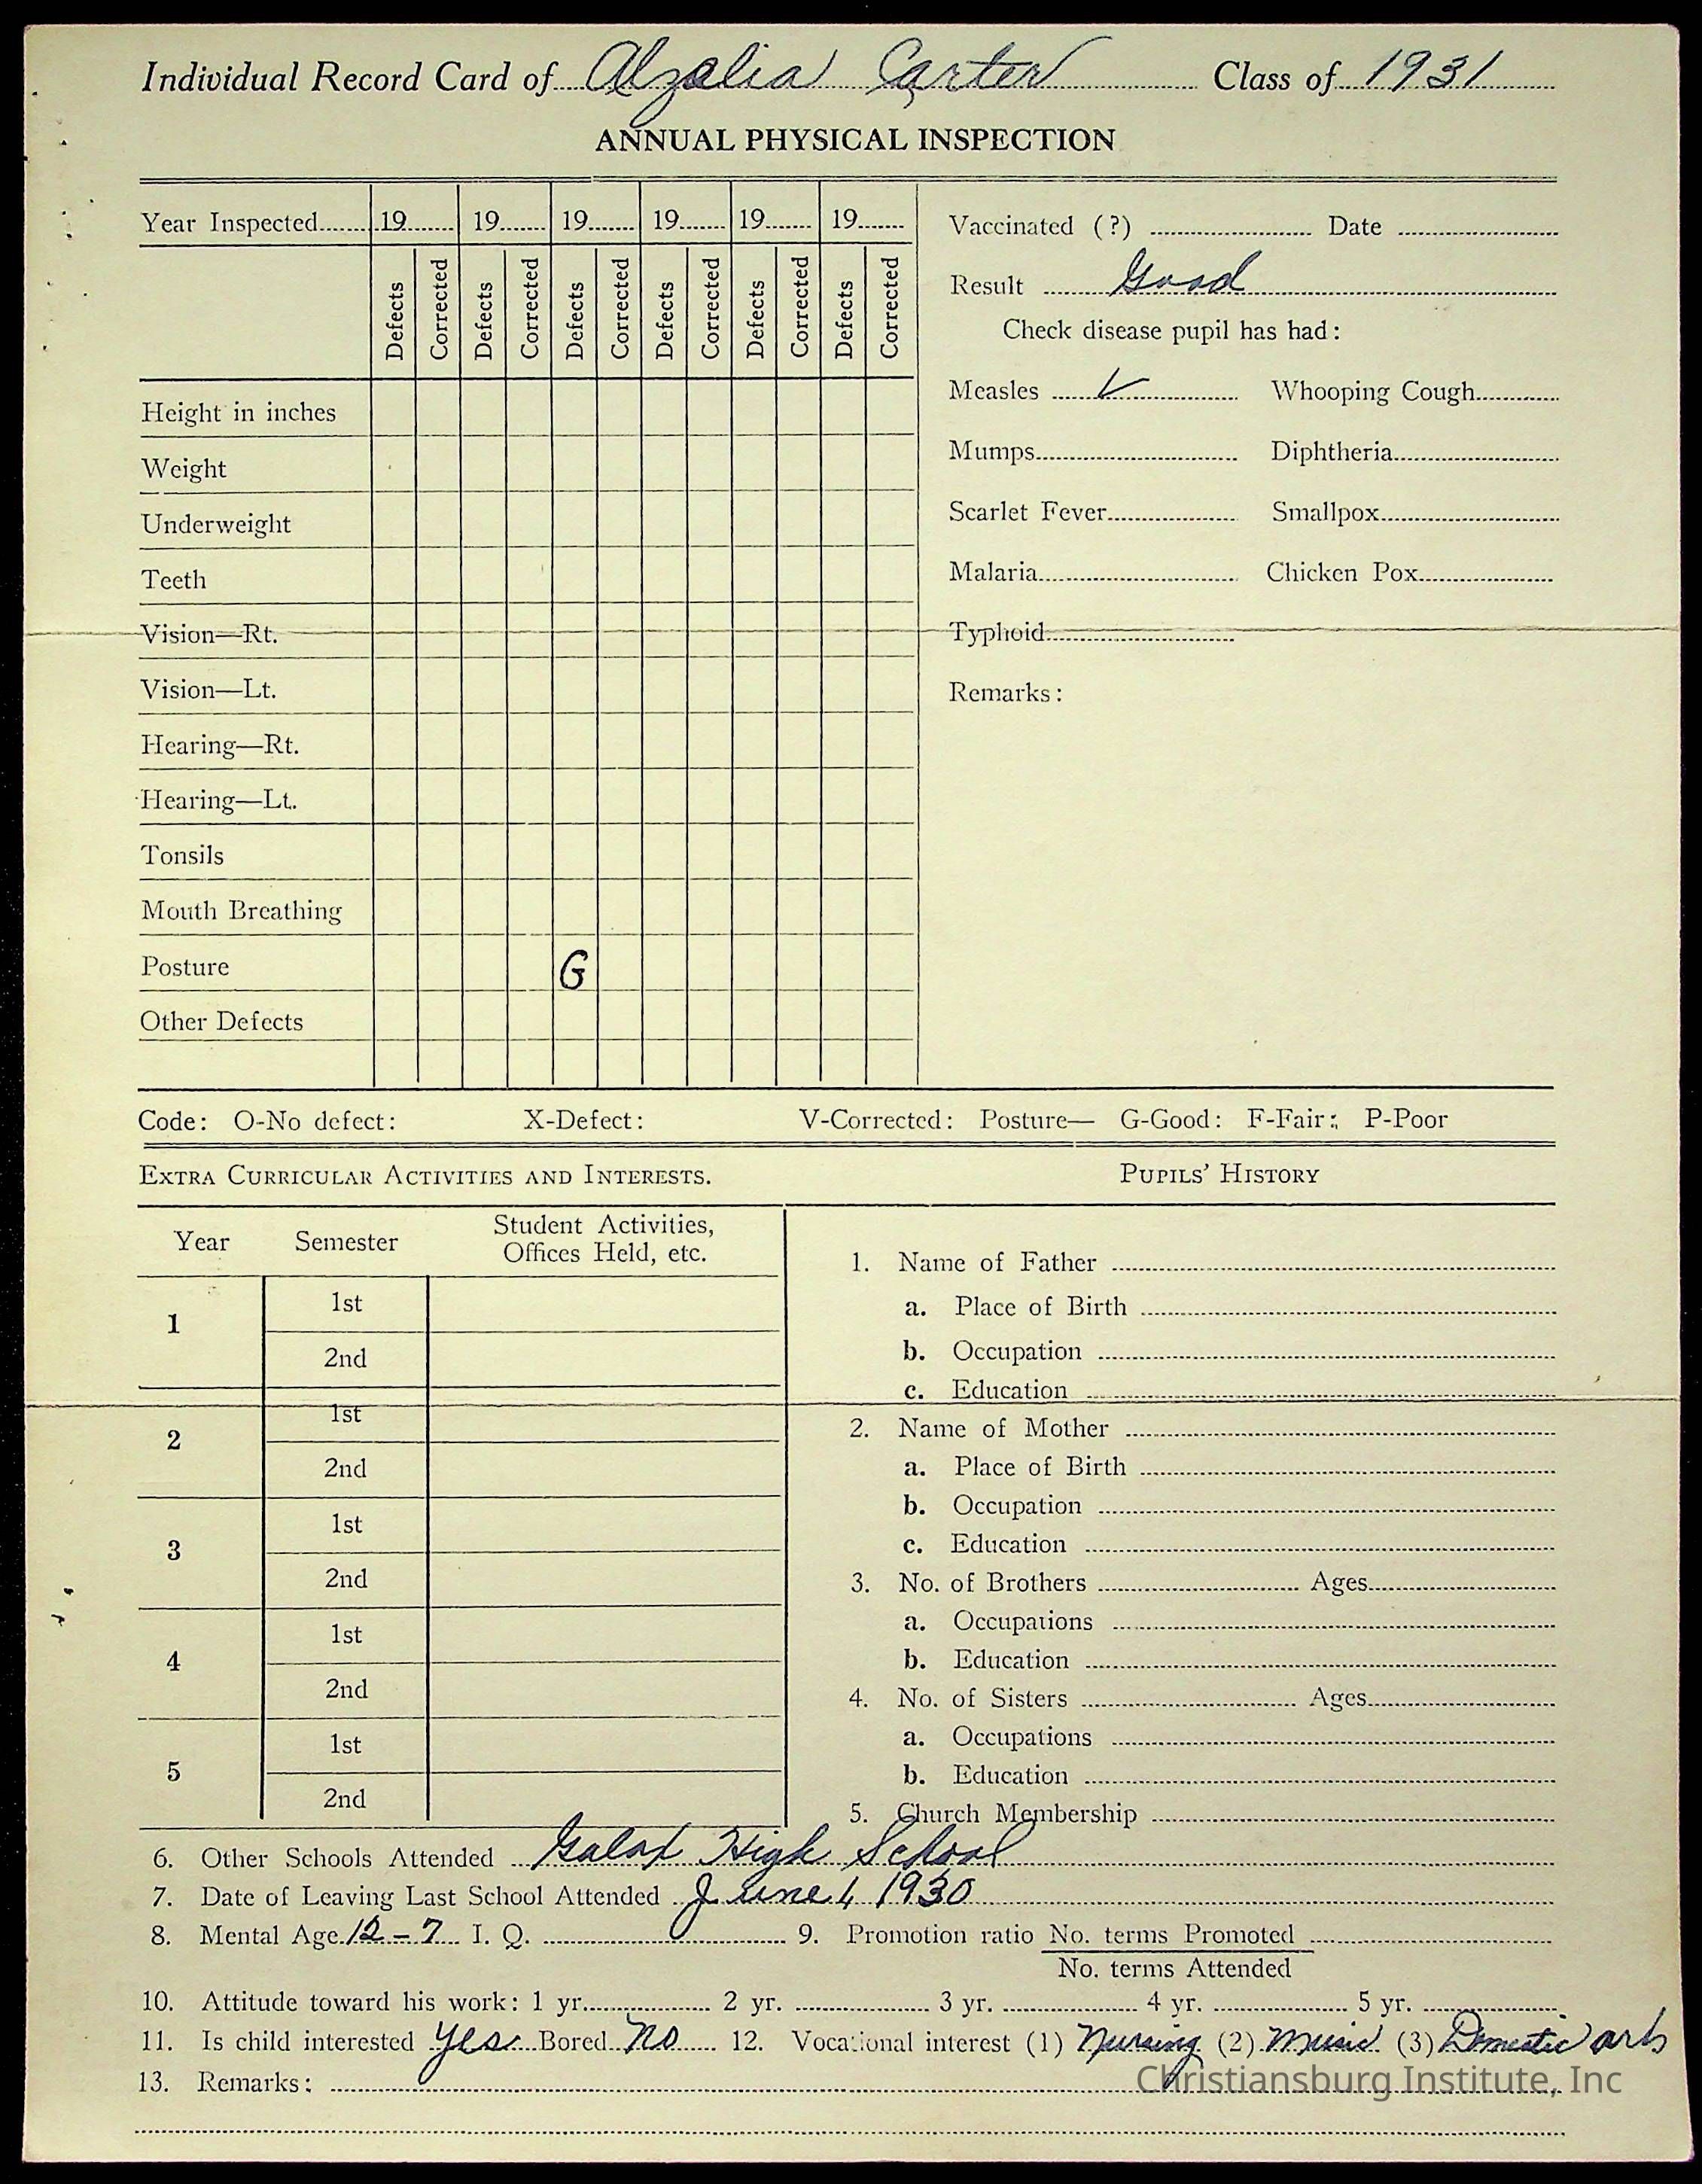 Individual Record Card of Alzalia Carter Class of 1931
ANNUAL PHYSICAL INSPECTION
Year Inspected 19 19 19 19 19 19
Defects Corrected Defects Corrected Defects Corrected Defects Corrected Defects Corrected Defects Corrected
Height in inches
Weight
Underweight
Teeth
Vision—Rt.
Vision—Lt.
Hearing—Rt.
Hearing—Lt.
Tonsils
Mouth Breathing
Posture G
Other Defects
Vaccinated (?) Date
Result Good
Check disease pupil has had:
Measles ✓ Whooping Cough
Mumps Diphtheria
Scarlet Fever Smallpox
Malaria Chicken Pox
Typhoid
Remarks:
Code: O-No defect: X-Defect: V-Corrected: Posture— G-Good: F-Fair: P-Poor
EXTRA CURRICULAR ACTIVITIES AND INTERESTS.
Year Semester Student Activities,
Offices Held, etc.
1 1st
2nd
2 1st
2nd
3 1st
2nd
4 1st
2nd
5 1st
2nd
PUPILS' HISTORY
1. Name of Father
a. Place of Birth
b. Occupation
c. Education
2. Name of Mother
a. Place of Birth
b. Occupation
c. Education
3. No. of Brothers Ages
a. Occupations
b. Education
4. No. of Sisters Ages
a. Occupations
b. Education
5. Church Membership
6. Other Schools Attended Galax High School
7. Date of Leaving Last School Attended June 4 1930
8. Mental Age 12-7 I. Q. 9. Promotion ratio No. terms Promoted
No. terms Attended
10. Attitude toward his work: 1 yr. 2 yr. 3 yr. 4 yr. 5 yr.
11. Is child interested Yes Bored No 12. Vocational interest (1) Nursing (2) Music (3) Domestic arts
13. Remarks:
Christiansburg Institute, Inc